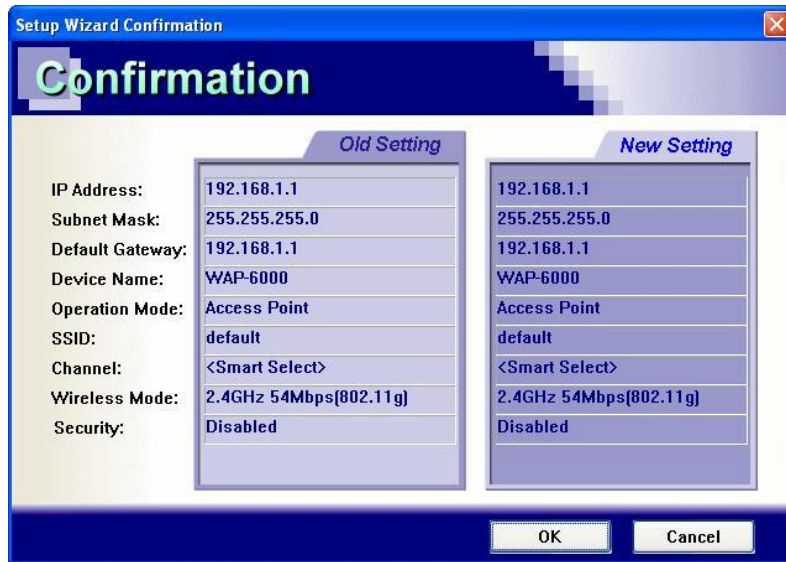 Setup Wizard Confirmation
Confirmation
Old Setting New Setting
IP Address: 192.168.1.1 192.168.1.1
Subnet Mask: 255.255.255.0 255.255.255.0
Default Gateway: 192.168.1.1 192.168.1.1
Device Name: WAP-6000 WAP-6000
Operation Mode: Access Point Access Point
SSID: default default
Channel: <Smart Select> <Smart Select>
Wireless Mode: 2.4GHz 54Mbps(802.11g) 2.4GHz 54Mbps(802.11g)
Security: Disabled Disabled
OK Cancel